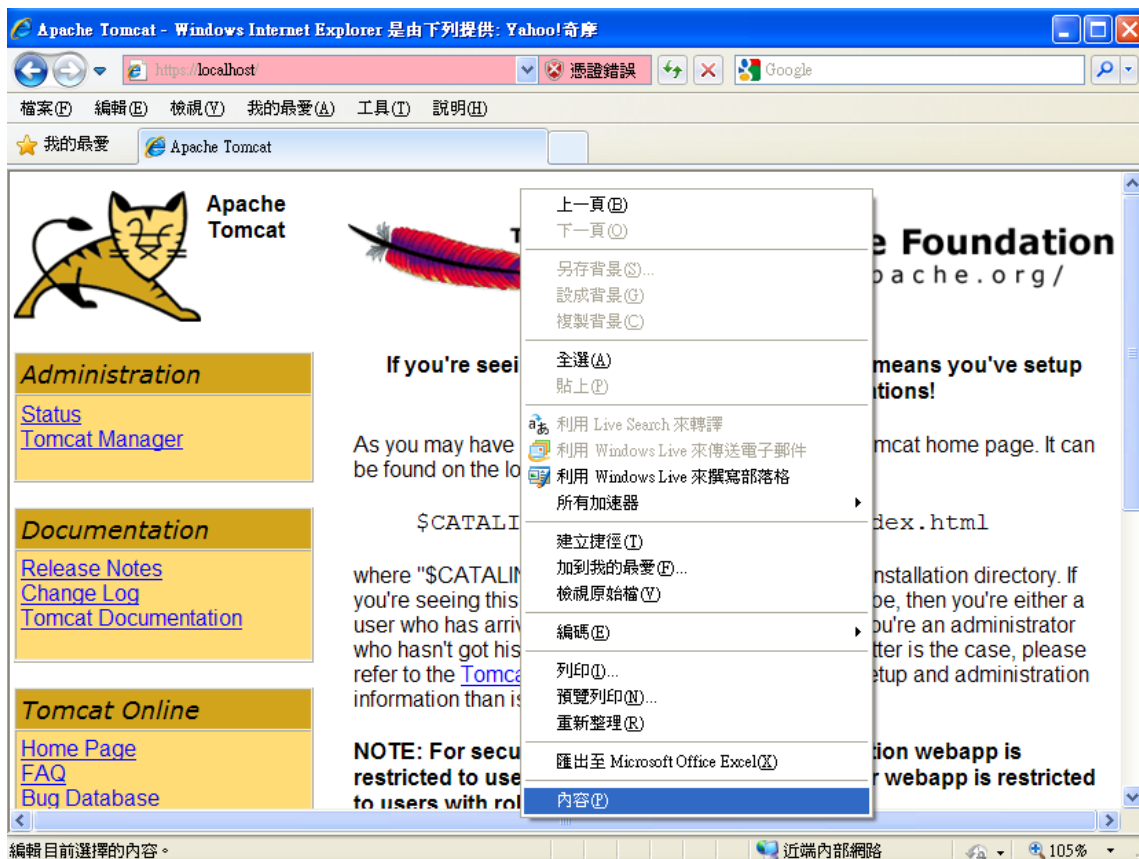 Apache Tomcat - Windows Internet Explorer 是由下列提供: Yahoo!奇摩
https://localhost/
憑證錯誤
Google
檔案(F) 編輯(E) 檢視(V) 我的最愛(A) 工具(T) 說明(H)
我的最愛
Apache Tomcat
Apache
Tomcat
e Foundation
pache.org/
Administration
Status
Tomcat Manager
Documentation
Release Notes
Change Log
Tomcat Documentation
Tomcat Online
Home Page
FAQ
Bug Database
If you're seei
means you've setup
tions!
As you may have
mcat home page. It can
be found on the lo
$CATALI
dex.html
where "$CATALIN
nstallation directory. If
you're seeing this
be, then you're either a
user who has arriv
ou're an administrator
who hasn't got his
tter is the case, please
refer to the Tomca
etup and administration
information than is
NOTE: For secu
tion webapp is
restricted to use
r webapp is restricted
to users with rol
上一頁(B)
下一頁(O)
另存背景(S)...
設成背景(G)
複製背景(C)
全選(A)
貼上(P)
利用 Live Search 來轉譯
利用 Windows Live 來傳送電子郵件
利用 Windows Live 來撰寫部落格
所有加速器
建立捷徑(T)
加到我的最愛(F)...
檢視原始檔(V)
編碼(E)
列印(I)...
預覽列印(N)...
重新整理(R)
匯出至 Microsoft Office Excel(X)
內容(P)
編輯目前選擇的內容。
近端內部網路
105%